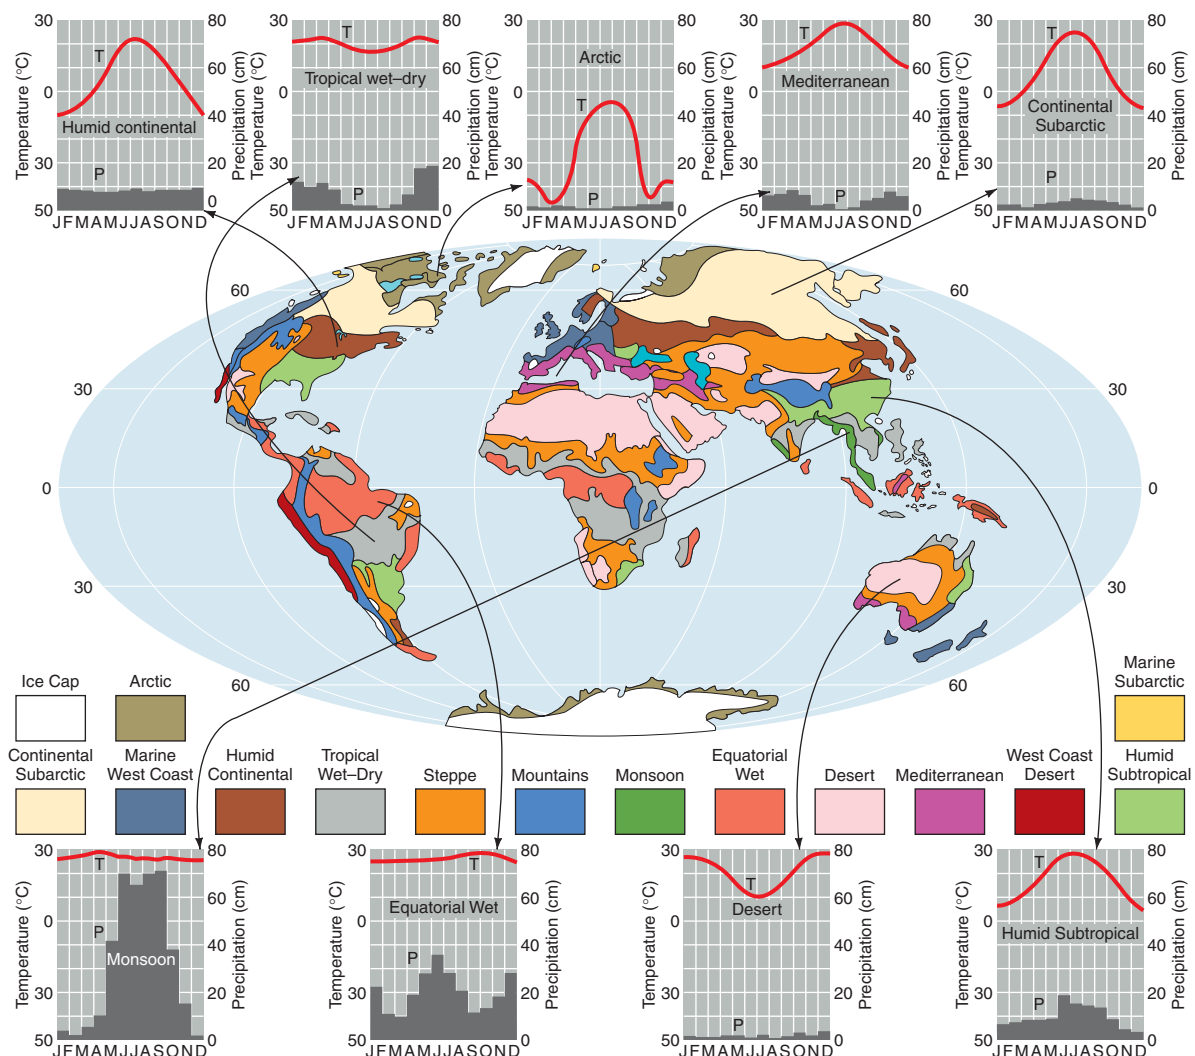 30
0
30
50
Temperature (°C)
T
Humid continental
P
JFMAMJJASOND
80
60
40
20
0
Precipitation (cm)
Temperature (°C)
30
0
30
50
T
Tropical wet–dry
P
JFMAMJJASOND
80
60
40
20
0
Precipitation (cm)
Temperature (°C)
30
0
30
50
Arctic
T
P
JFMAMJJASOND
80
60
40
20
0
Precipitation (cm)
Temperature (°C)
30
0
30
50
T
Mediterranean
P
JFMAMJJASOND
80
60
40
20
0
Precipitation (cm)
Temperature (°C)
30
0
30
50
T
Continental
Subarctic
P
JFMAMJJASOND
80
60
40
20
0
Precipitation (cm)
60
60
30
30
0
0
30
30
60
60
Ice Cap
Arctic
Marine
Subarctic
Continental
Subarctic
Marine
West Coast
Humid
Continental
Tropical
Wet–Dry
Steppe
Mountains
Monsoon
Equatorial
Wet
Desert
Mediterranean
West Coast
Desert
Humid
Subtropical
Temperature (°C)
30
0
30
50
T
P
Monsoon
JFMAMJJASOND
80
60
40
20
0
Precipitation (cm)
Temperature (°C)
30
0
30
50
T
Equatorial Wet
P
JFMAMJJASOND
80
60
40
20
0
Precipitation (cm)
Temperature (°C)
30
0
30
50
T
Desert
P
JFMAMJJASOND
80
60
40
20
0
Precipitation (cm)
Temperature (°C)
30
0
30
50
T
Humid Subtropical
P
JFMAMJJASOND
80
60
40
20
0
Precipitation (cm)